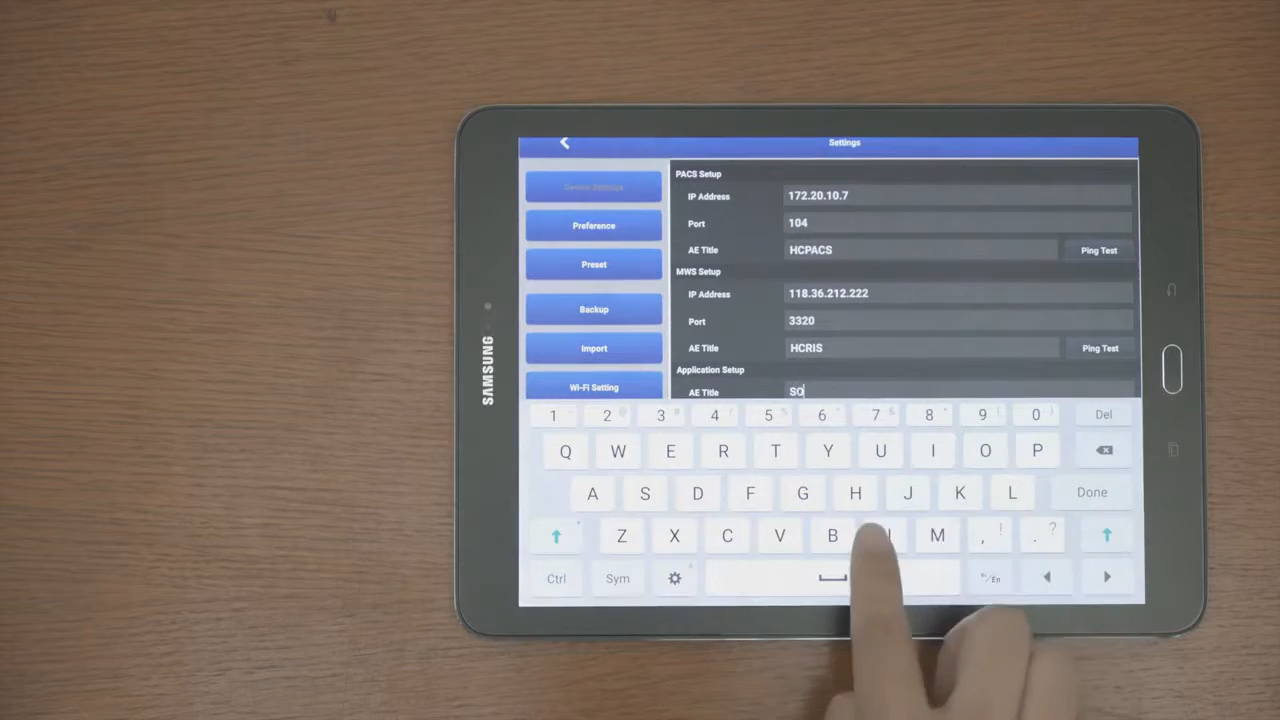 SAMSUNG
Settings
Device Settings
Preference
Preset
Backup
Import
Wi-Fi Setting
PACS Setup
IP Address 172.20.10.7
Port 104
AE Title HCPACS Ping Test
MWS Setup
IP Address 118.36.212.222
Port 3320
AE Title HCRIS Ping Test
Application Setup
AE Title SO
1 2 @ 3 # 4 5 6 7 & 8 * 9 ( 0 ) Del
Q W E R T Y U I O P
A S D F G H J K L Done
Z X C V B M , ! . ?
Ctrl Sym En